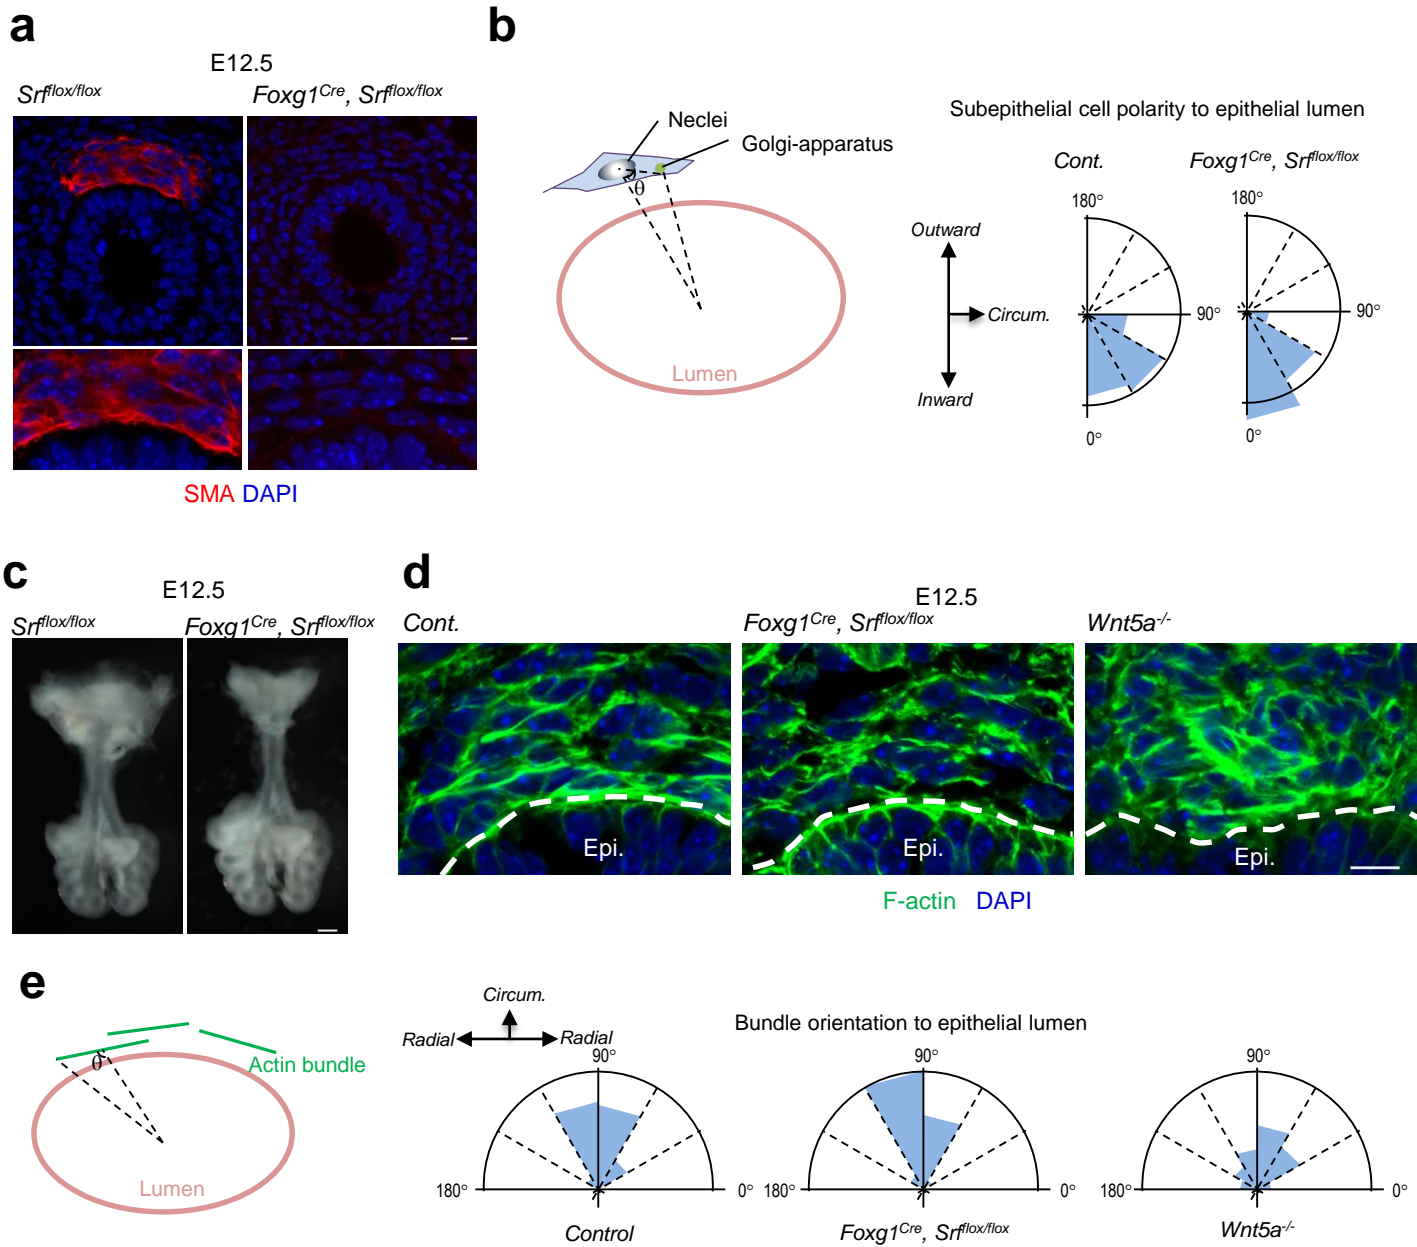 a
E12.5
Srfflox/flox
Foxg1Cre, Srfflox/flox
SMA DAPI
b
Neclei
Golgi-apparatus
θ
Lumen
Subepithelial cell polarity to epithelial lumen
Cont.
Foxg1Cre, Srfflox/flox
Outward
Circum.
Inward
180°
90°
0°
180°
90°
0°
c
E12.5
Srfflox/flox
Foxg1Cre, Srfflox/flox
d
E12.5
Cont.
Foxg1Cre, Srfflox/flox
Wnt5a-/-
Epi.
Epi.
Epi.
F-actin DAPI
e
θ
Actin bundle
Lumen
Circum.
Radial
Radial
Bundle orientation to epithelial lumen
90°
180°
0°
Control
90°
180°
0°
Foxg1Cre, Srfflox/flox
90°
180°
0°
Wnt5a-/-